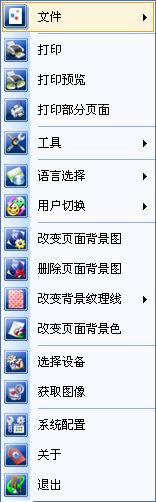 文件
打印
打印预览
打印部分页面
工具
语言选择
用户切换
改变页面背景图
删除页面背景图
改变背景纹理线
改变页面背景色
选择设备
获取图像
系统配置
关于
退出